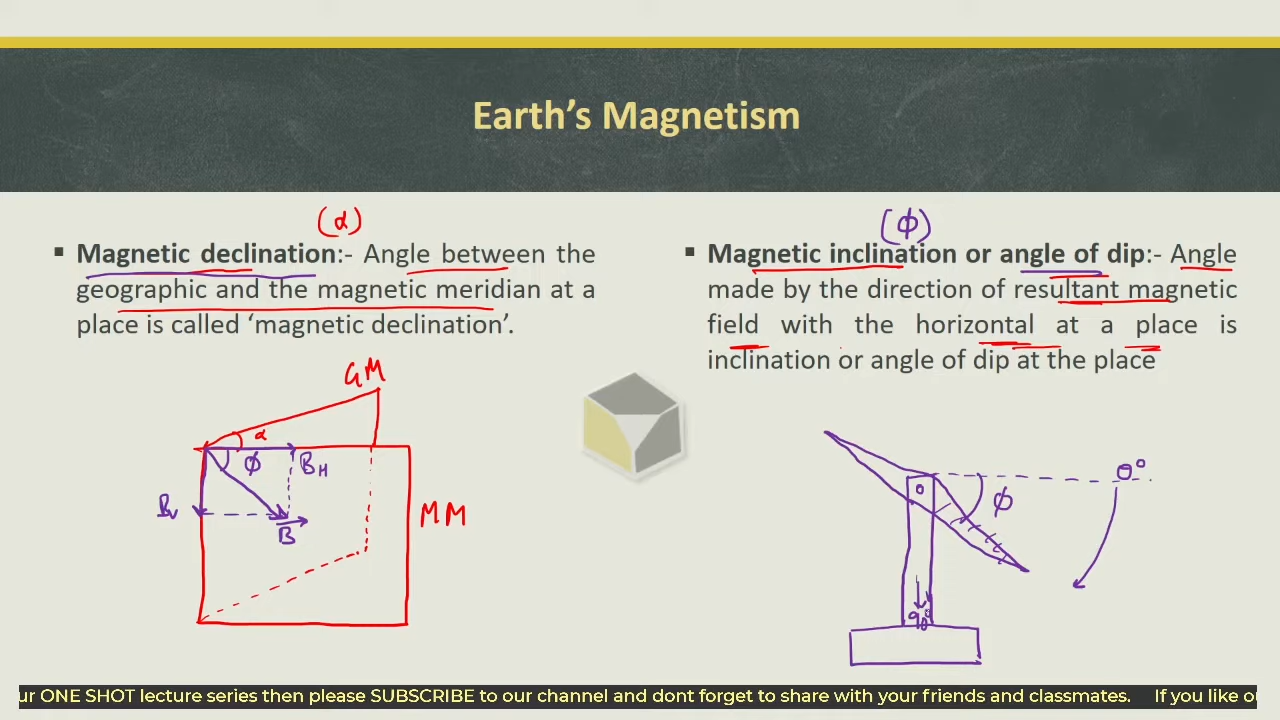 Earth's Magnetism
(α)
▪ Magnetic declination:- Angle between the
geographic and the magnetic meridian at a
place is called 'magnetic declination'.
GM
α
ϕ
B_H
B_v
B
MM
(ϕ)
▪ Magnetic inclination or angle of dip:- Angle
made by the direction of resultant magnetic
field with the horizontal at a place is
inclination or angle of dip at the place
0°
ϕ
90°
ur ONE SHOT lecture series then please SUBSCRIBE to our channel and dont forget to share with your friends and classmates. If you like o